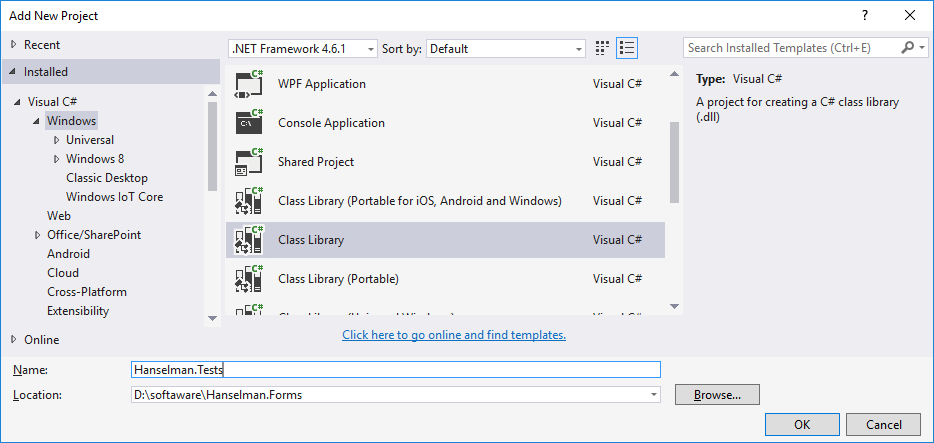 Add New Project
?
Recent
.NET Framework 4.6.1
Sort by:
Default
Search Installed Templates (Ctrl+E)
Installed
Visual C#
Windows
Universal
Windows 8
Classic Desktop
Windows IoT Core
Web
Office/SharePoint
Android
Cloud
Cross-Platform
Extensibility
Online
C#
WPF Application
Visual C#
C#
C:\
Console Application
Visual C#
C#
Shared Project
Visual C#
C#
Class Library (Portable for iOS, Android and Windows)
Visual C#
C#
Class Library
Visual C#
C#
Class Library (Portable)
Visual C#
Type: Visual C#
A project for creating a C# class library
(.dll)
Click here to go online and find templates.
Name:
Hanselman.Tests
Location:
D:\softaware\Hanselman.Forms
Browse...
OK
Cancel